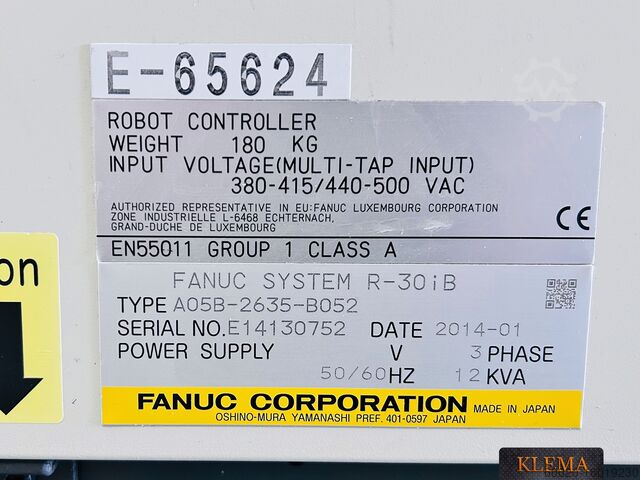 E-65624
ROBOT CONTROLLER
WEIGHT 180 KG
INPUT VOLTAGE(MULTI-TAP INPUT)
380-415/440-500 VAC
AUTHORIZED REPRESENTATIVE IN EU:FANUC LUXEMBOURG CORPORATION
ZONE INDUSTRIELLE L-6468 ECHTERNACH,
GRAND-DUCHE DE LUXEMBOURG
CE
EN55011 GROUP 1 CLASS A
on
FANUC SYSTEM R-30iB
TYPE A05B-2635-B052
SERIAL NO.E14130752 DATE 2014-01
POWER SUPPLY V 3 PHASE
50/60HZ 12 KVA
FANUC CORPORATION MADE IN JAPAN
OSHINO-MURA YAMANASHI PREF. 401-0597 JAPAN
KLEMA